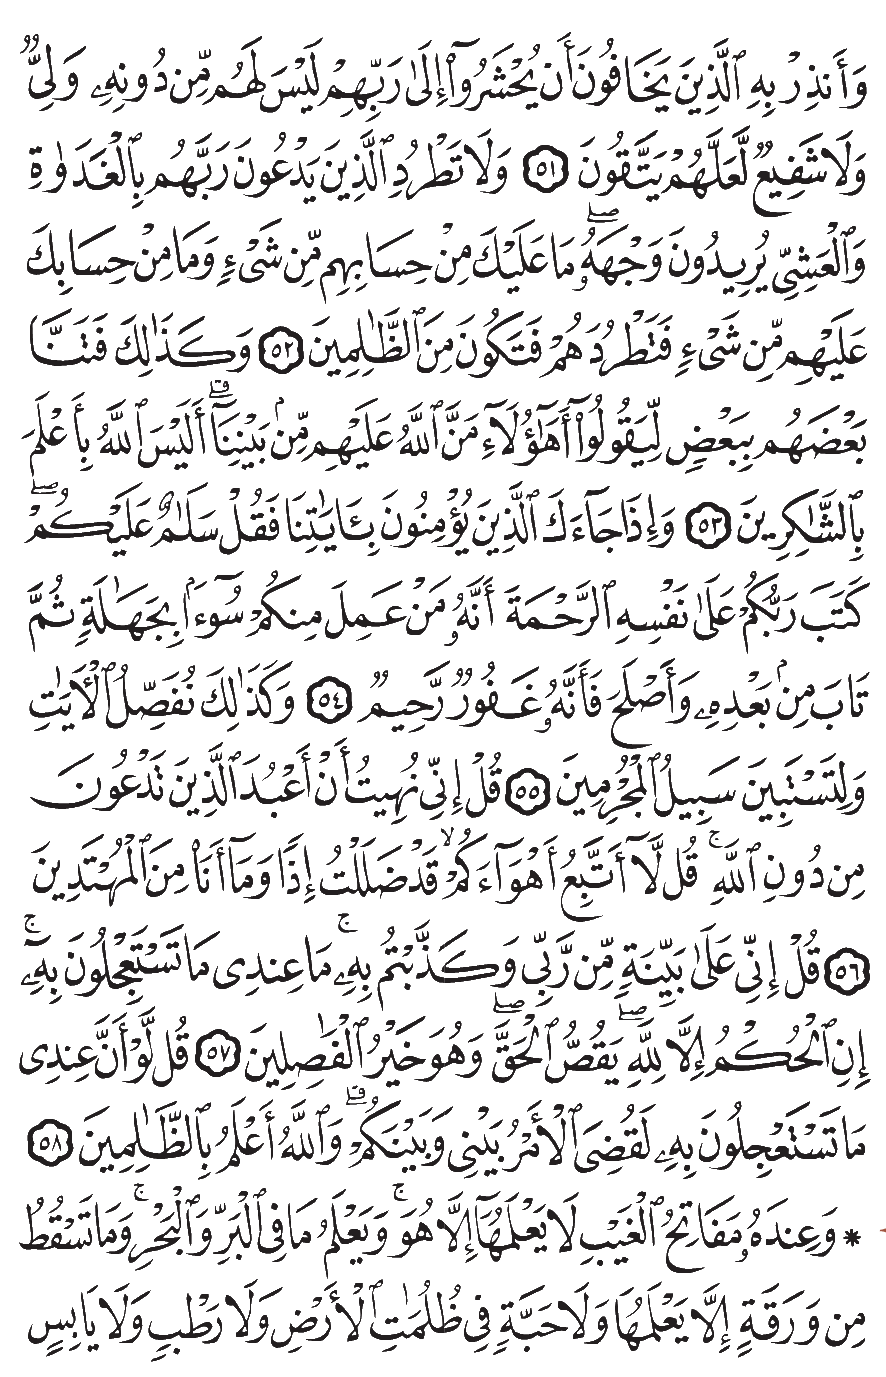 وَأَنذِرْ بِهِ ٱلَّذِينَ يَخَافُونَ أَن يُحْشَرُوٓا۟ إِلَىٰ رَبِّهِمْ لَيْسَ لَهُم مِّن دُونِهِۦ وَلِىٌّ
وَلَا شَفِيعٌ لَّعَلَّهُمْ يَتَّقُونَ ٥١ وَلَا تَطْرُدِ ٱلَّذِينَ يَدْعُونَ رَبَّهُم بِٱلْغَدَوٰةِ
وَٱلْعَشِىِّ يُرِيدُونَ وَجْهَهُۥۖ مَا عَلَيْكَ مِنْ حِسَابِهِم مِّن شَىْءٍ وَمَا مِنْ حِسَابِكَ
عَلَيْهِم مِّن شَىْءٍ فَتَطْرُدَهُمْ فَتَكُونَ مِنَ ٱلظَّٰلِمِينَ ٥٢ وَكَذَٰلِكَ فَتَنَّا
بَعْضَهُم بِبَعْضٍ لِّيَقُولُوٓا۟ أَهَٰٓؤُلَآءِ مَنَّ ٱللَّهُ عَلَيْهِم مِّنۢ بَيْنِنَآۗ أَلَيْسَ ٱللَّهُ بِأَعْلَمَ
بِٱلشَّٰكِرِينَ ٥٣ وَإِذَا جَآءَكَ ٱلَّذِينَ يُؤْمِنُونَ بِـَٔايَٰتِنَا فَقُلْ سَلَٰمٌ عَلَيْكُمْۖ
كَتَبَ رَبُّكُمْ عَلَىٰ نَفْسِهِ ٱلرَّحْمَةَ أَنَّهُۥ مَنْ عَمِلَ مِنكُمْ سُوٓءَۢا بِجَهَٰلَةٍ ثُمَّ
تَابَ مِنۢ بَعْدِهِۦ وَأَصْلَحَ فَأَنَّهُۥ غَفُورٌ رَّحِيمٌ ٥٤ وَكَذَٰلِكَ نُفَصِّلُ ٱلْـَٔايَٰتِ
وَلِتَسْتَبِينَ سَبِيلُ ٱلْمُجْرِمِينَ ٥٥ قُلْ إِنِّى نُهِيتُ أَنْ أَعْبُدَ ٱلَّذِينَ تَدْعُونَ
مِن دُونِ ٱللَّهِۚ قُل لَّآ أَتَّبِعُ أَهْوَآءَكُمْۙ قَدْ ضَلَلْتُ إِذًا وَمَآ أَنَا۠ مِنَ ٱلْمُهْتَدِينَ
٥٦ قُلْ إِنِّى عَلَىٰ بَيِّنَةٍ مِّن رَّبِّى وَكَذَّبْتُم بِهِۦۚ مَا عِندِى مَا تَسْتَعْجِلُونَ بِهِۦٓۚ
إِنِ ٱلْحُكْمُ إِلَّا لِلَّهِۖ يَقُصُّ ٱلْحَقَّۖ وَهُوَ خَيْرُ ٱلْفَٰصِلِينَ ٥٧ قُل لَّوْ أَنَّ عِندِى
مَا تَسْتَعْجِلُونَ بِهِۦ لَقُضِىَ ٱلْأَمْرُ بَيْنِى وَبَيْنَكُمْۗ وَٱللَّهُ أَعْلَمُ بِٱلظَّٰلِمِينَ ٥٨
* وَعِندَهُۥ مَفَاتِحُ ٱلْغَيْبِ لَا يَعْلَمُهَآ إِلَّا هُوَۚ وَيَعْلَمُ مَا فِى ٱلْبَرِّ وَٱلْبَحْرِۚ وَمَا تَسْقُطُ
مِن وَرَقَةٍ إِلَّا يَعْلَمُهَا وَلَا حَبَّةٍ فِى ظُلُمَٰتِ ٱلْأَرْضِ وَلَا رَطْبٍ وَلَا يَابِسٍ